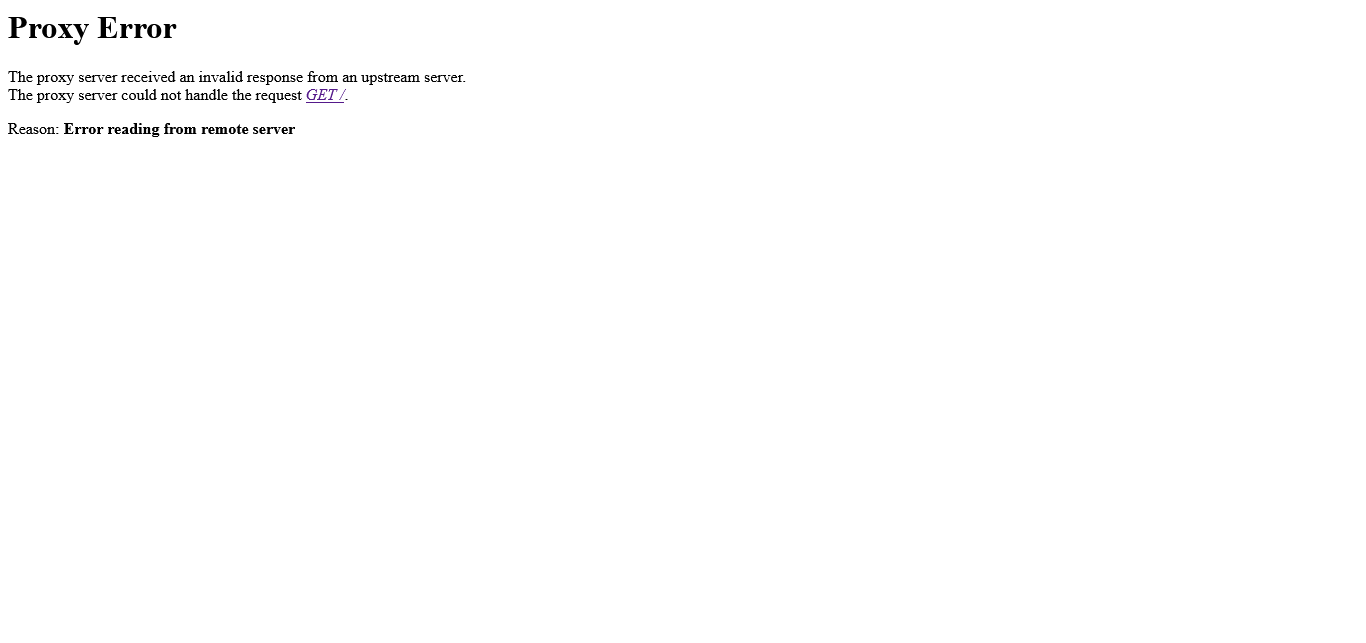 Proxy Error
The proxy server received an invalid response from an upstream server.
The proxy server could not handle the request GET /.
Reason: Error reading from remote server